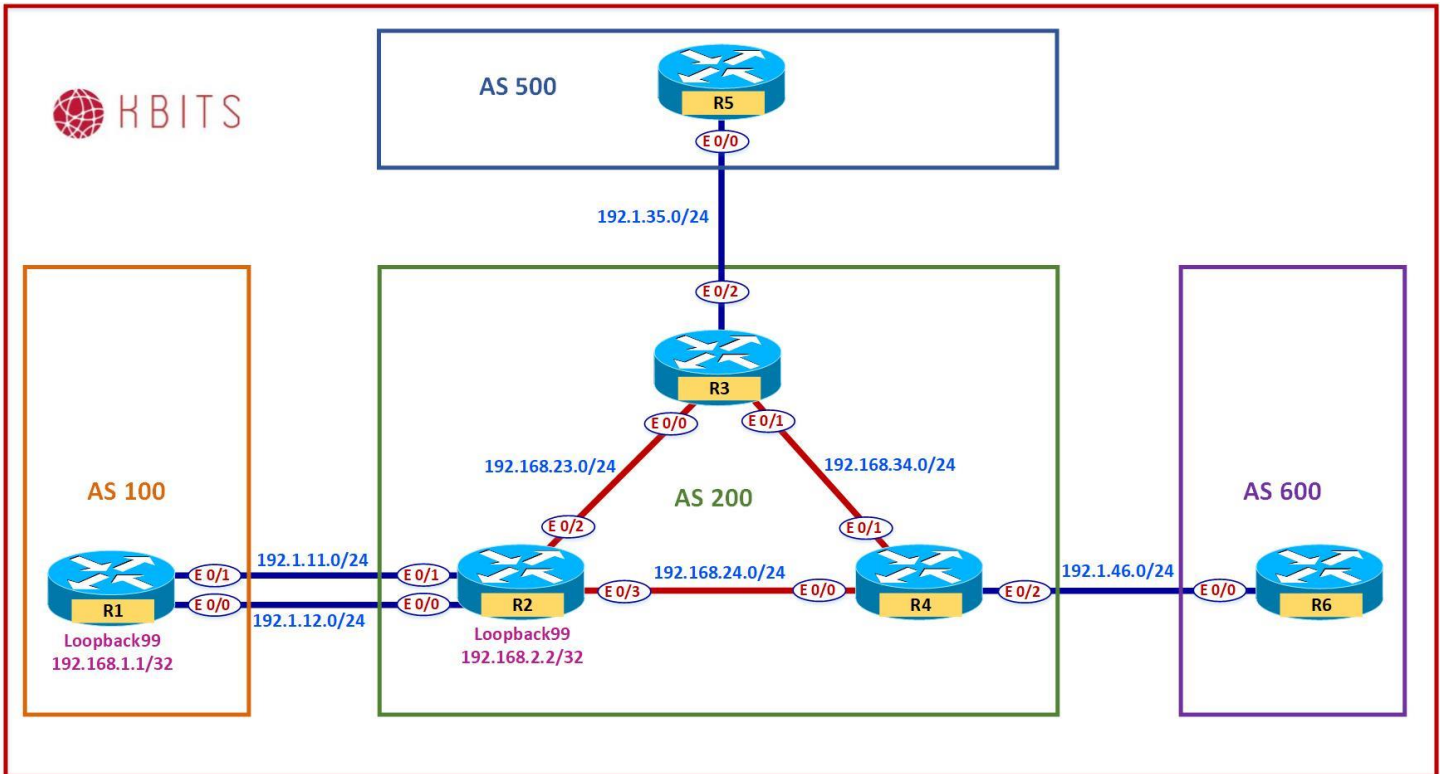 AS 500
R5
KBITS
E 0/0
192.1.35.0/24
E 0/2
R3
E 0/0
E 0/1
192.168.23.0/24
192.168.34.0/24
AS 100
AS 200
AS 600
E 0/2
E 0/1
192.1.11.0/24
192.168.24.0/24
192.1.46.0/24
E 0/1
E 0/1
E 0/3
E 0/0
E 0/2
E 0/0
R1
E 0/0
E 0/0
R2
R4
R6
192.1.12.0/24
Loopback99
192.168.1.1/32
Loopback99
192.168.2.2/32